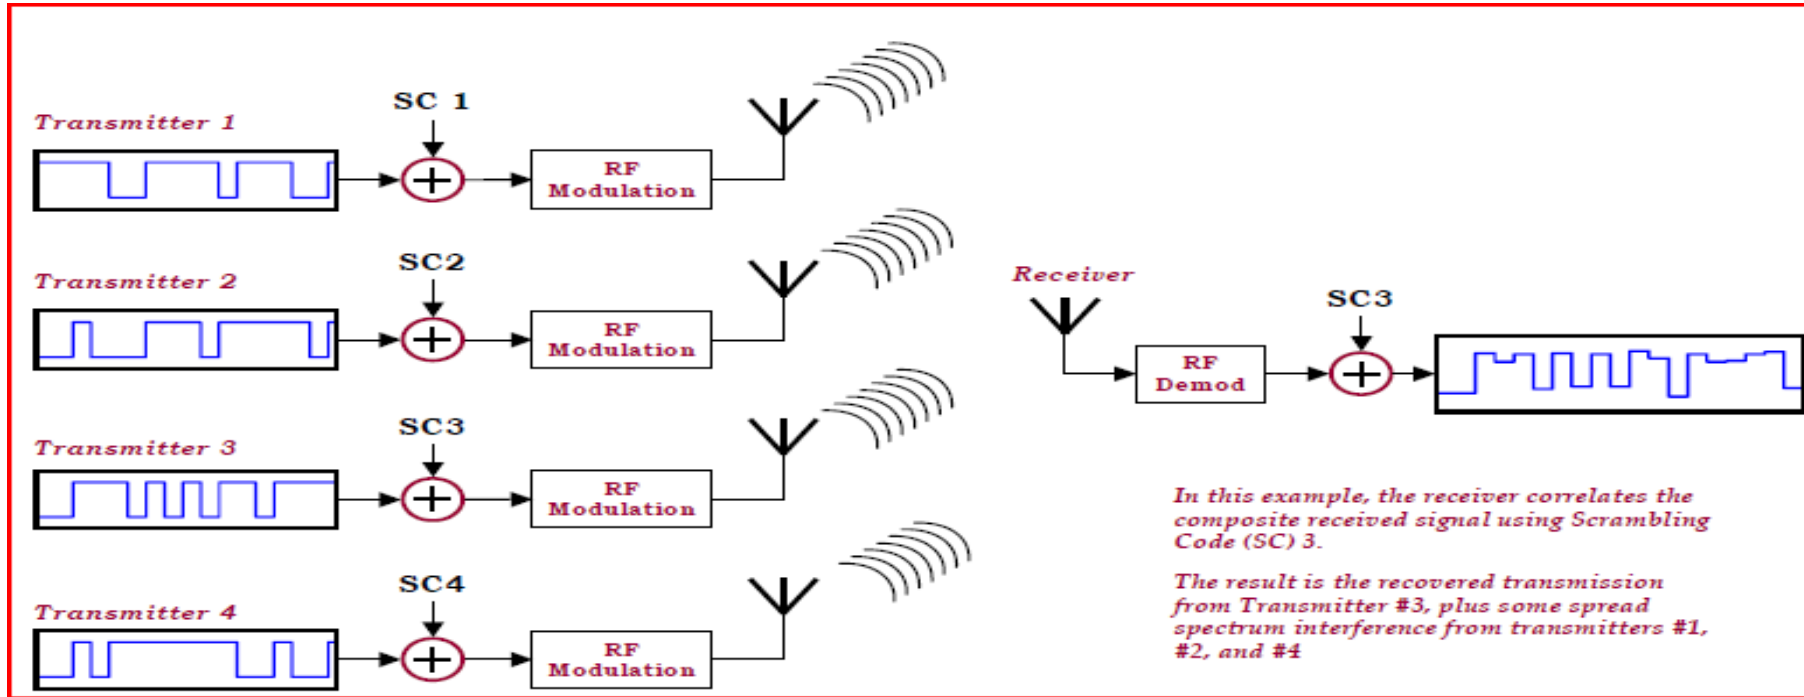 SC 1
Transmitter 1
RF
Modulation
SC2
Transmitter 2
RF
Modulation
SC3
Transmitter 3
RF
Modulation
SC4
Transmitter 4
RF
Modulation
Receiver
SC3
RF
Demod
In this example, the receiver correlates the
composite received signal using Scrambling
Code (SC) 3.
The result is the recovered transmission
from Transmitter #3, plus some spread
spectrum interference from transmitters #1,
#2, and #4